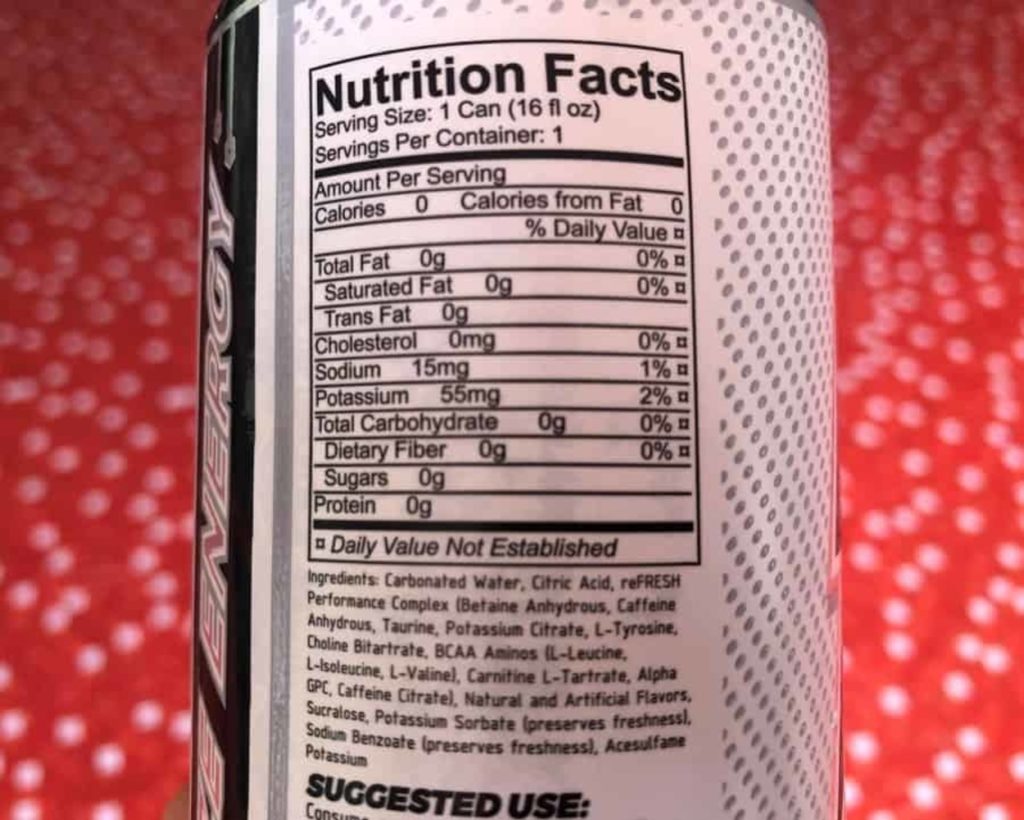 Nutrition Facts
Serving Size: 1 Can (16 fl oz)
Servings Per Container: 1
Amount Per Serving
Calories 0 Calories from Fat 0
% Daily Value ¤
Total Fat 0g 0% ¤
Saturated Fat 0g 0% ¤
Trans Fat 0g
Cholesterol 0mg 0% ¤
Sodium 15mg 1% ¤
Potassium 55mg 2% ¤
Total Carbohydrate 0g 0% ¤
Dietary Fiber 0g 0% ¤
Sugars 0g
Protein 0g
¤ Daily Value Not Established
Ingredients: Carbonated Water, Citric Acid, reFRESH
Performance Complex (Betaine Anhydrous, Caffeine
Anhydrous, Taurine, Potassium Citrate, L-Tyrosine,
Choline Bitartrate, BCAA Aminos (L-Leucine,
L-Isoleucine, L-Valine), Carnitine L-Tartrate, Alpha
GPC, Caffeine Citrate), Natural and Artificial Flavors,
Sucralose, Potassium Sorbate (preserves freshness),
Sodium Benzoate (preserves freshness), Acesulfame
Potassium
SUGGESTED USE:
ENERGY